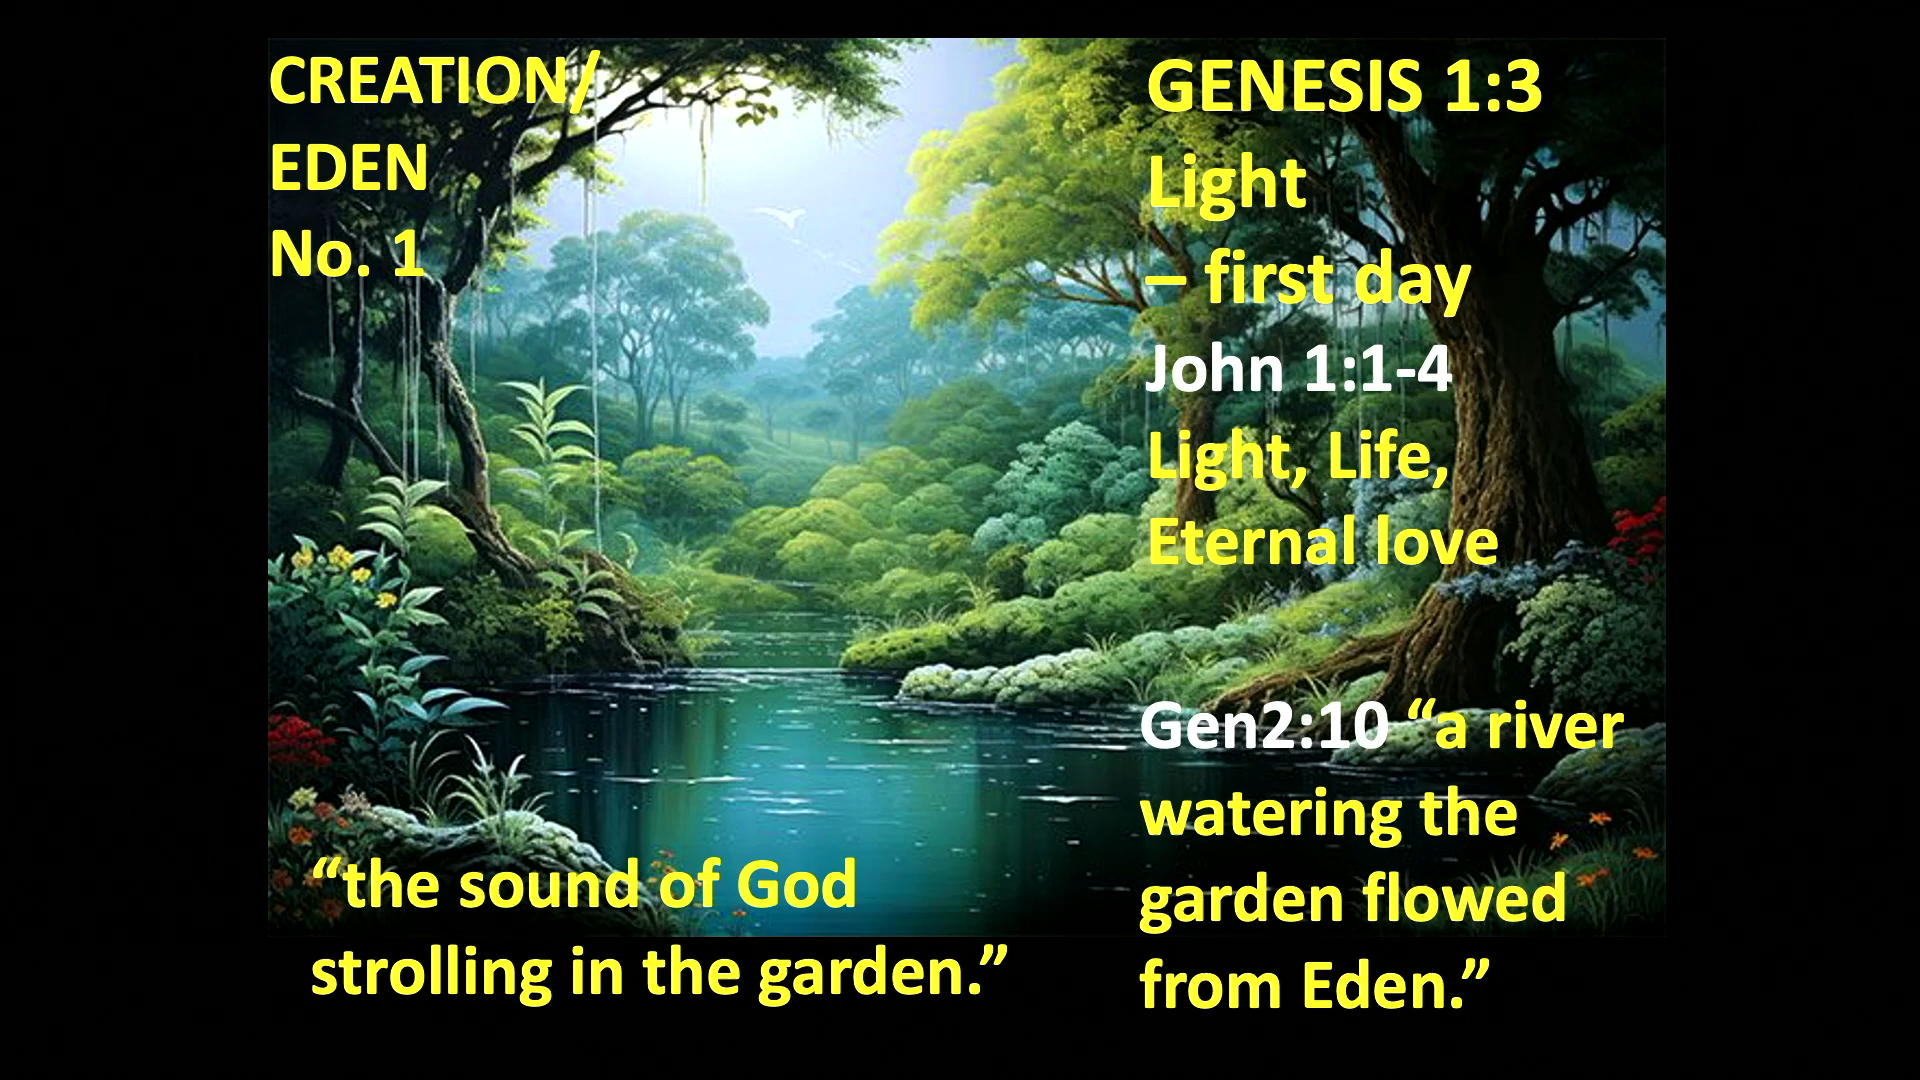 CREATION/
EDEN
No. 1
GENESIS 1:3
Light
– first day
John 1:1-4
Light, Life,
Eternal love
Gen2:10 “a river
watering the
garden flowed
from Eden.”
“the sound of God
strolling in the garden.”